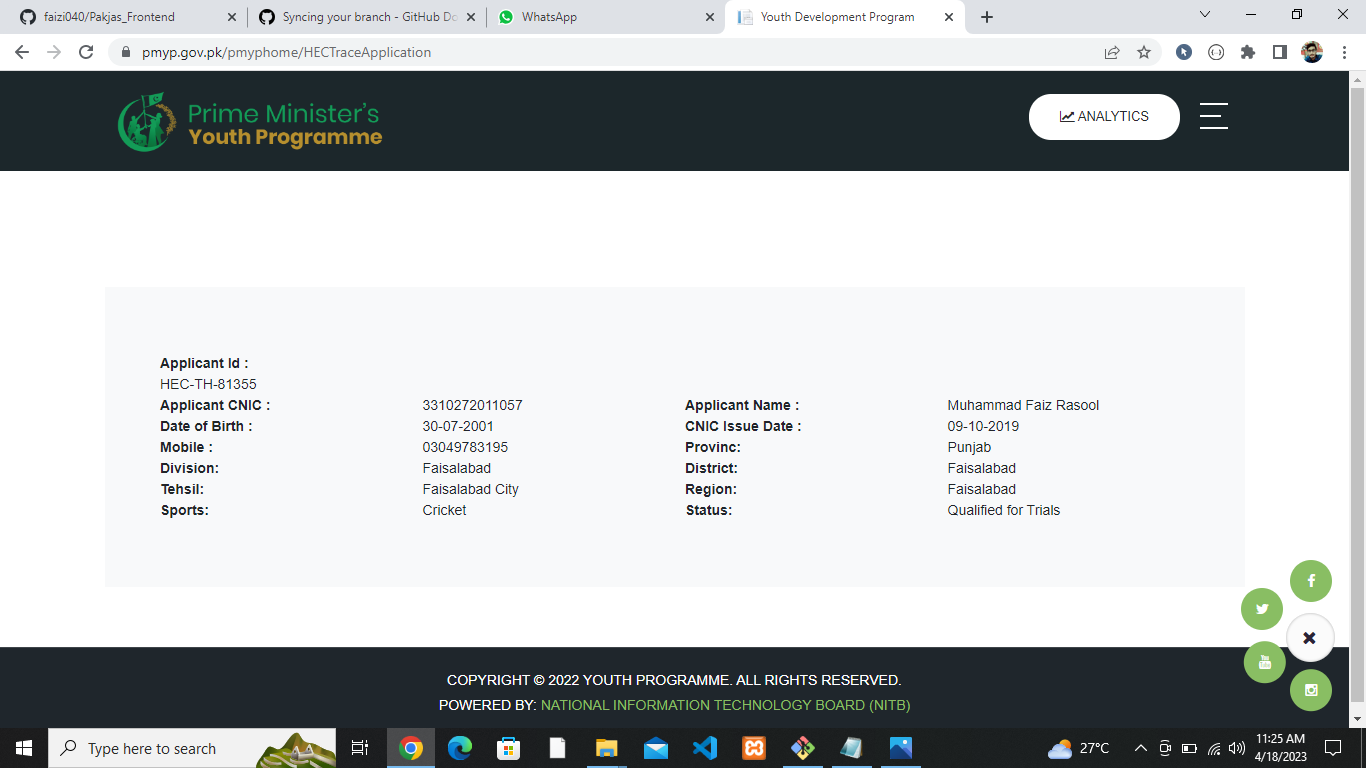 faizi040/Pakjas_Frontend
Syncing your branch - GitHub Do
WhatsApp
Youth Development Program
pmyp.gov.pk/pmyphome/HECTraceApplication
Prime Minister's
Youth Programme
ANALYTICS
Applicant Id :
HEC-TH-81355
Applicant CNIC : 3310272011057 Applicant Name : Muhammad Faiz Rasool
Date of Birth : 30-07-2001 CNIC Issue Date : 09-10-2019
Mobile : 03049783195 Provinc: Punjab
Division: Faisalabad District: Faisalabad
Tehsil: Faisalabad City Region: Faisalabad
Sports: Cricket Status: Qualified for Trials
COPYRIGHT © 2022 YOUTH PROGRAMME. ALL RIGHTS RESERVED.
POWERED BY: NATIONAL INFORMATION TECHNOLOGY BOARD (NITB)
Type here to search
27°C
11:25 AM
4/18/2023